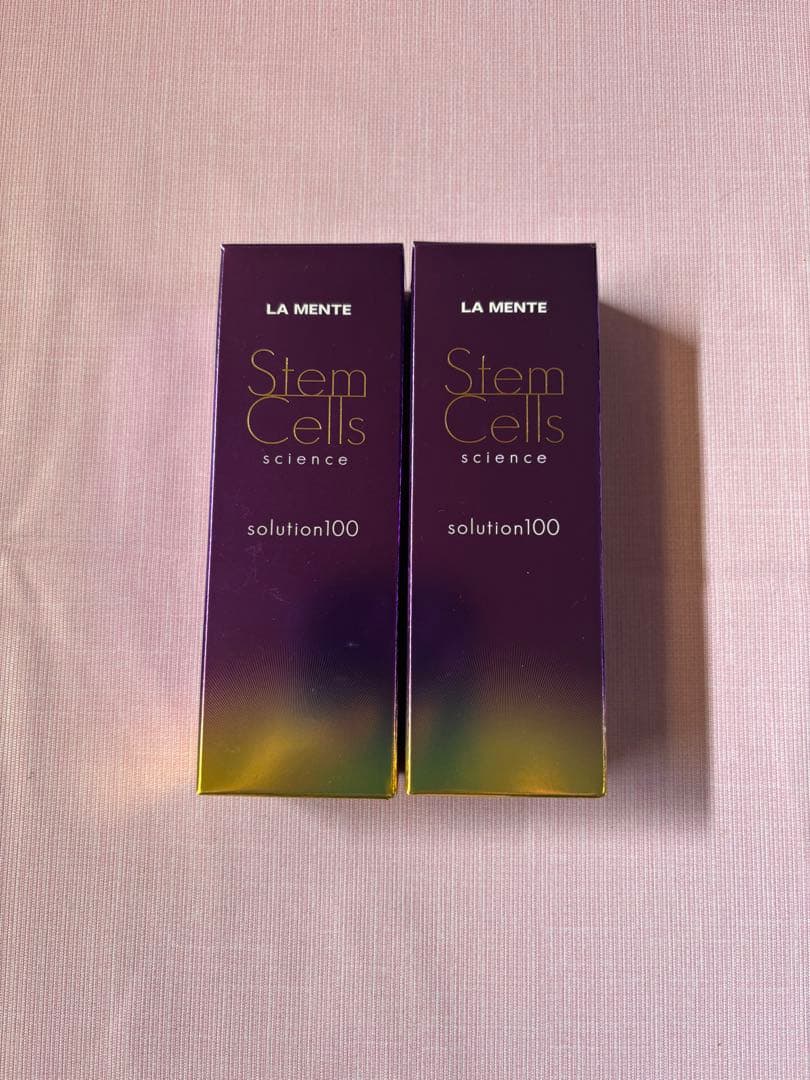 LA MENTE
Stem
Cells
science
solution100
LA MENTE
Stem
Cells
science
solution100